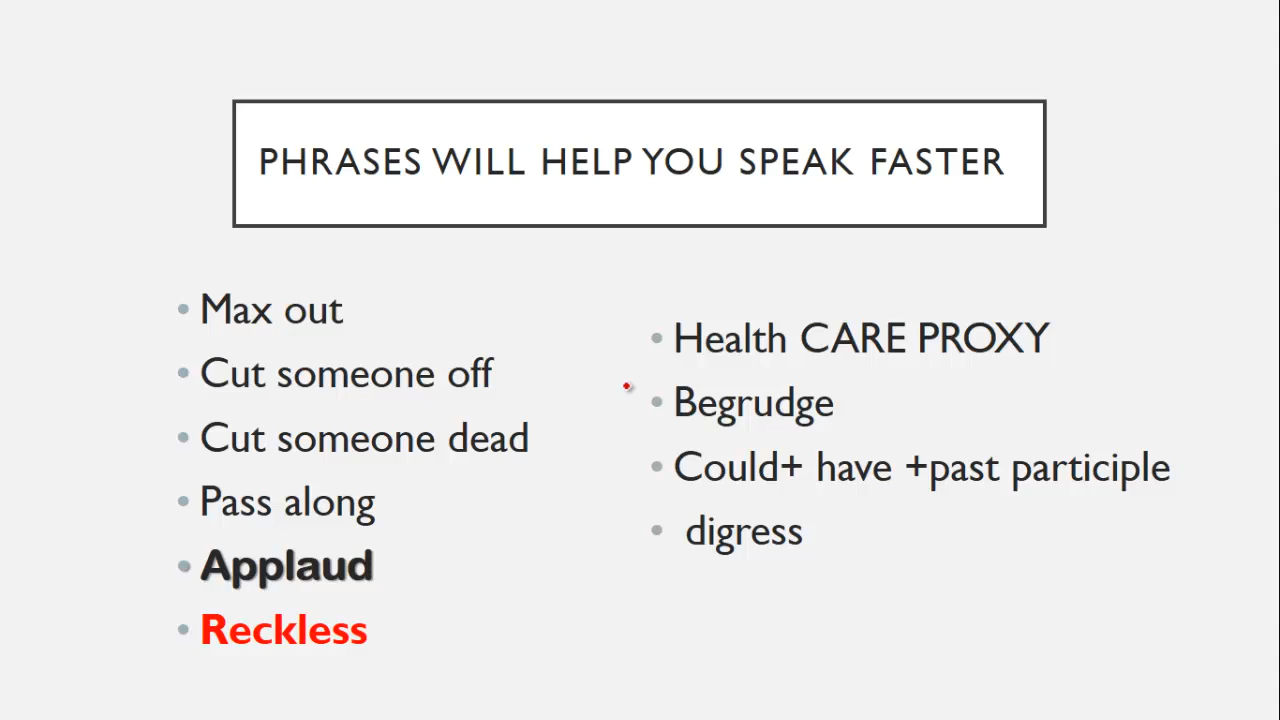 PHRASES WILL HELP YOU SPEAK FASTER
• Max out
• Cut someone off
• Cut someone dead
• Pass along
• Applaud
• Reckless
• Health CARE PROXY
• Begrudge
• Could+ have +past participle
• digress